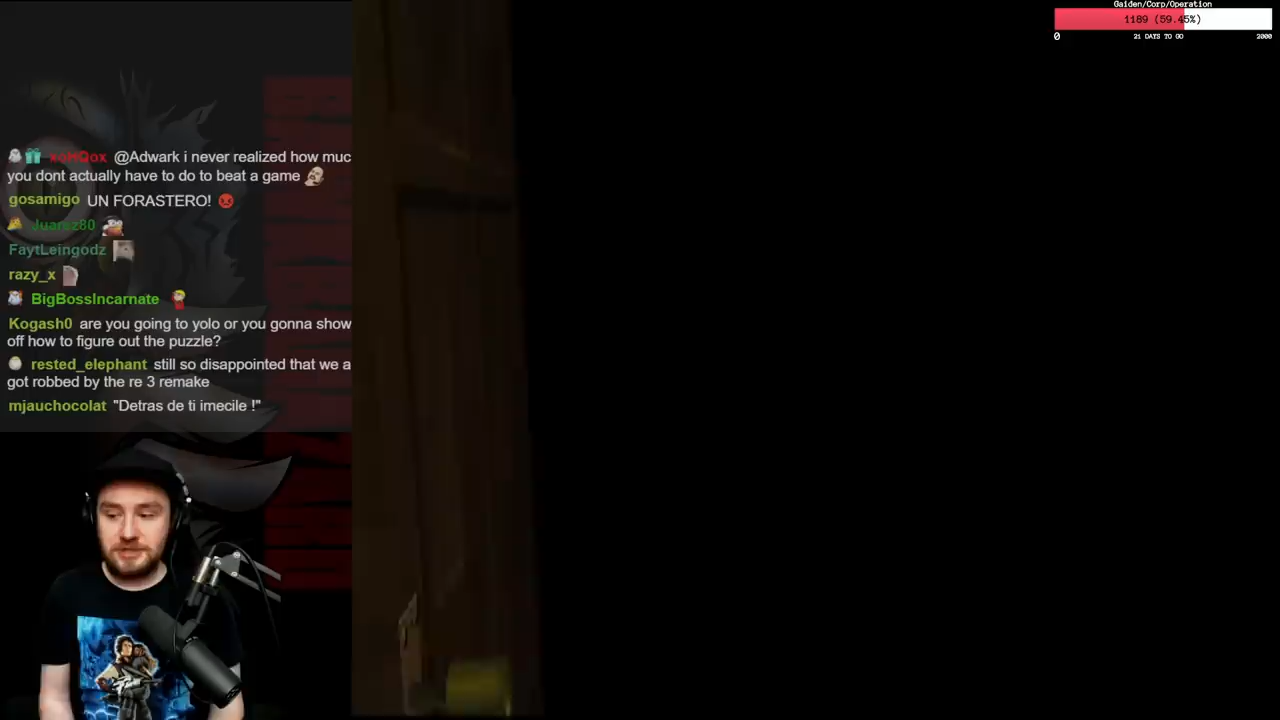 Gaiden/Corp/Operation
1189 (59.45%)
0 21 DAYS TO GO 2000
xoHQox @Adwark i never realized how muc
you dont actually have to do to beat a game
gosamigo UN FORASTERO!
Juarez80
FaytLeingodz
razy_x
BigBossIncarnate
Kogash0 are you going to yolo or you gonna show
off how to figure out the puzzle?
rested_elephant still so disappointed that we a
got robbed by the re 3 remake
mjauchocolat "Detras de ti imecile !"